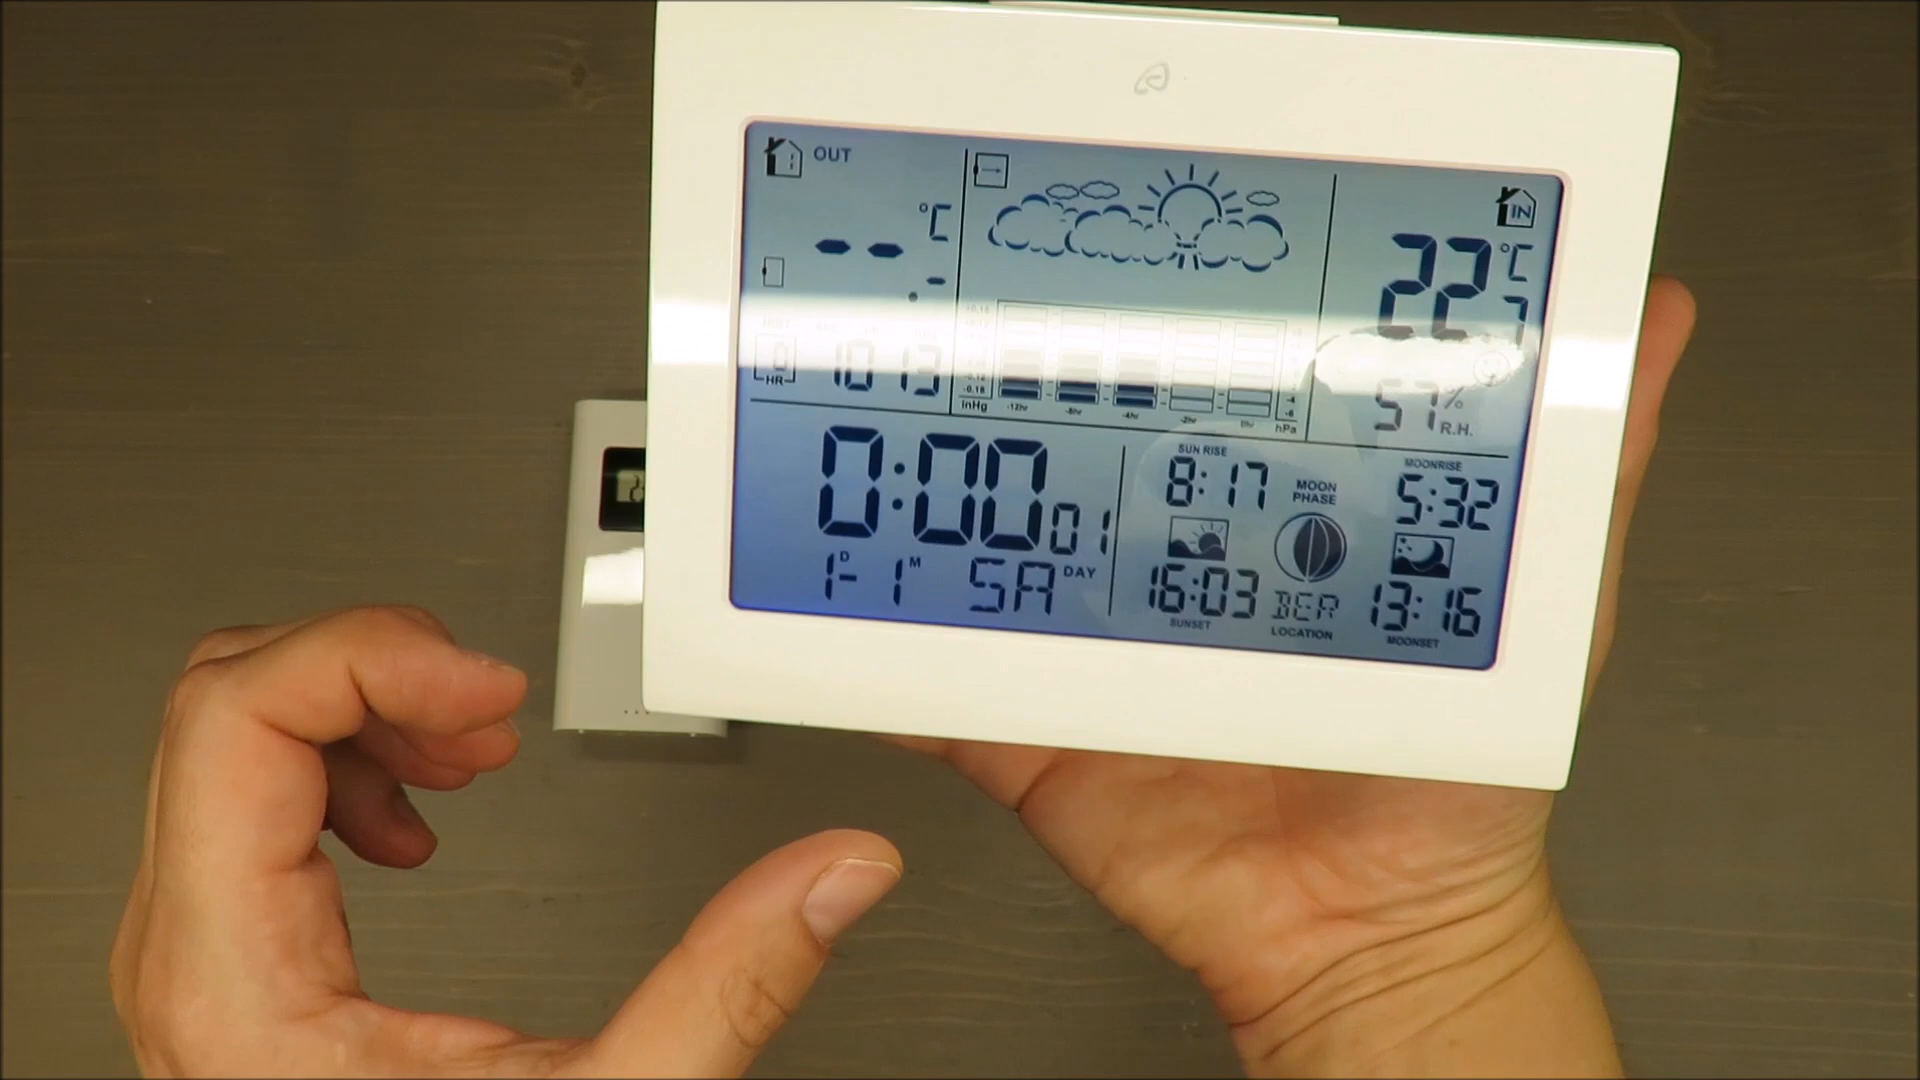 OUT
°C
-- -
1013
HR
inHg
-12hr
-8hr
-4hr
-2hr
0hr
hPa
-0.18
-4
-6
IN
22.7 °C
57%
R.H.
0:00 01
1 D - 1 M SA DAY
SUN RISE
8:17
16:03
SUNSET
MOON
PHASE
BER
LOCATION
MOONRISE
5:32
13:16
MOONSET